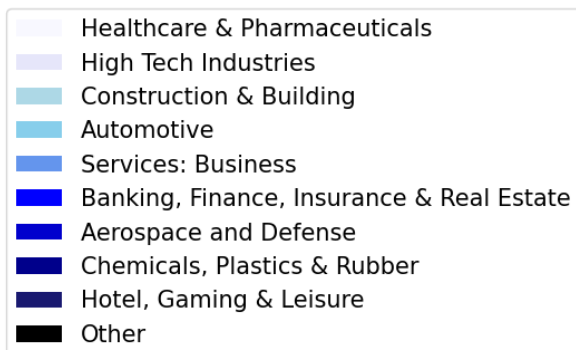 Healthcare & Pharmaceuticals
High Tech Industries
Construction & Building
Automotive
Services: Business
Banking, Finance, Insurance & Real Estate
Aerospace and Defense
Chemicals, Plastics & Rubber
Hotel, Gaming & Leisure
Other